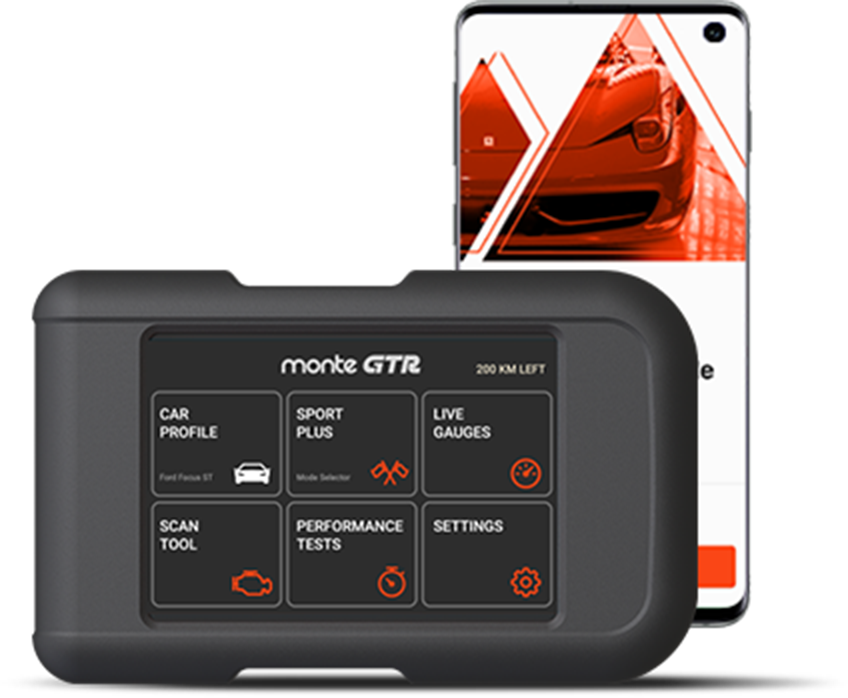 monte GTR
200 KM LEFT
CAR
PROFILE
Ford Focus ST
SPORT
PLUS
Mode Selector
LIVE
GAUGES
SCAN
TOOL
PERFORMANCE
TESTS
SETTINGS